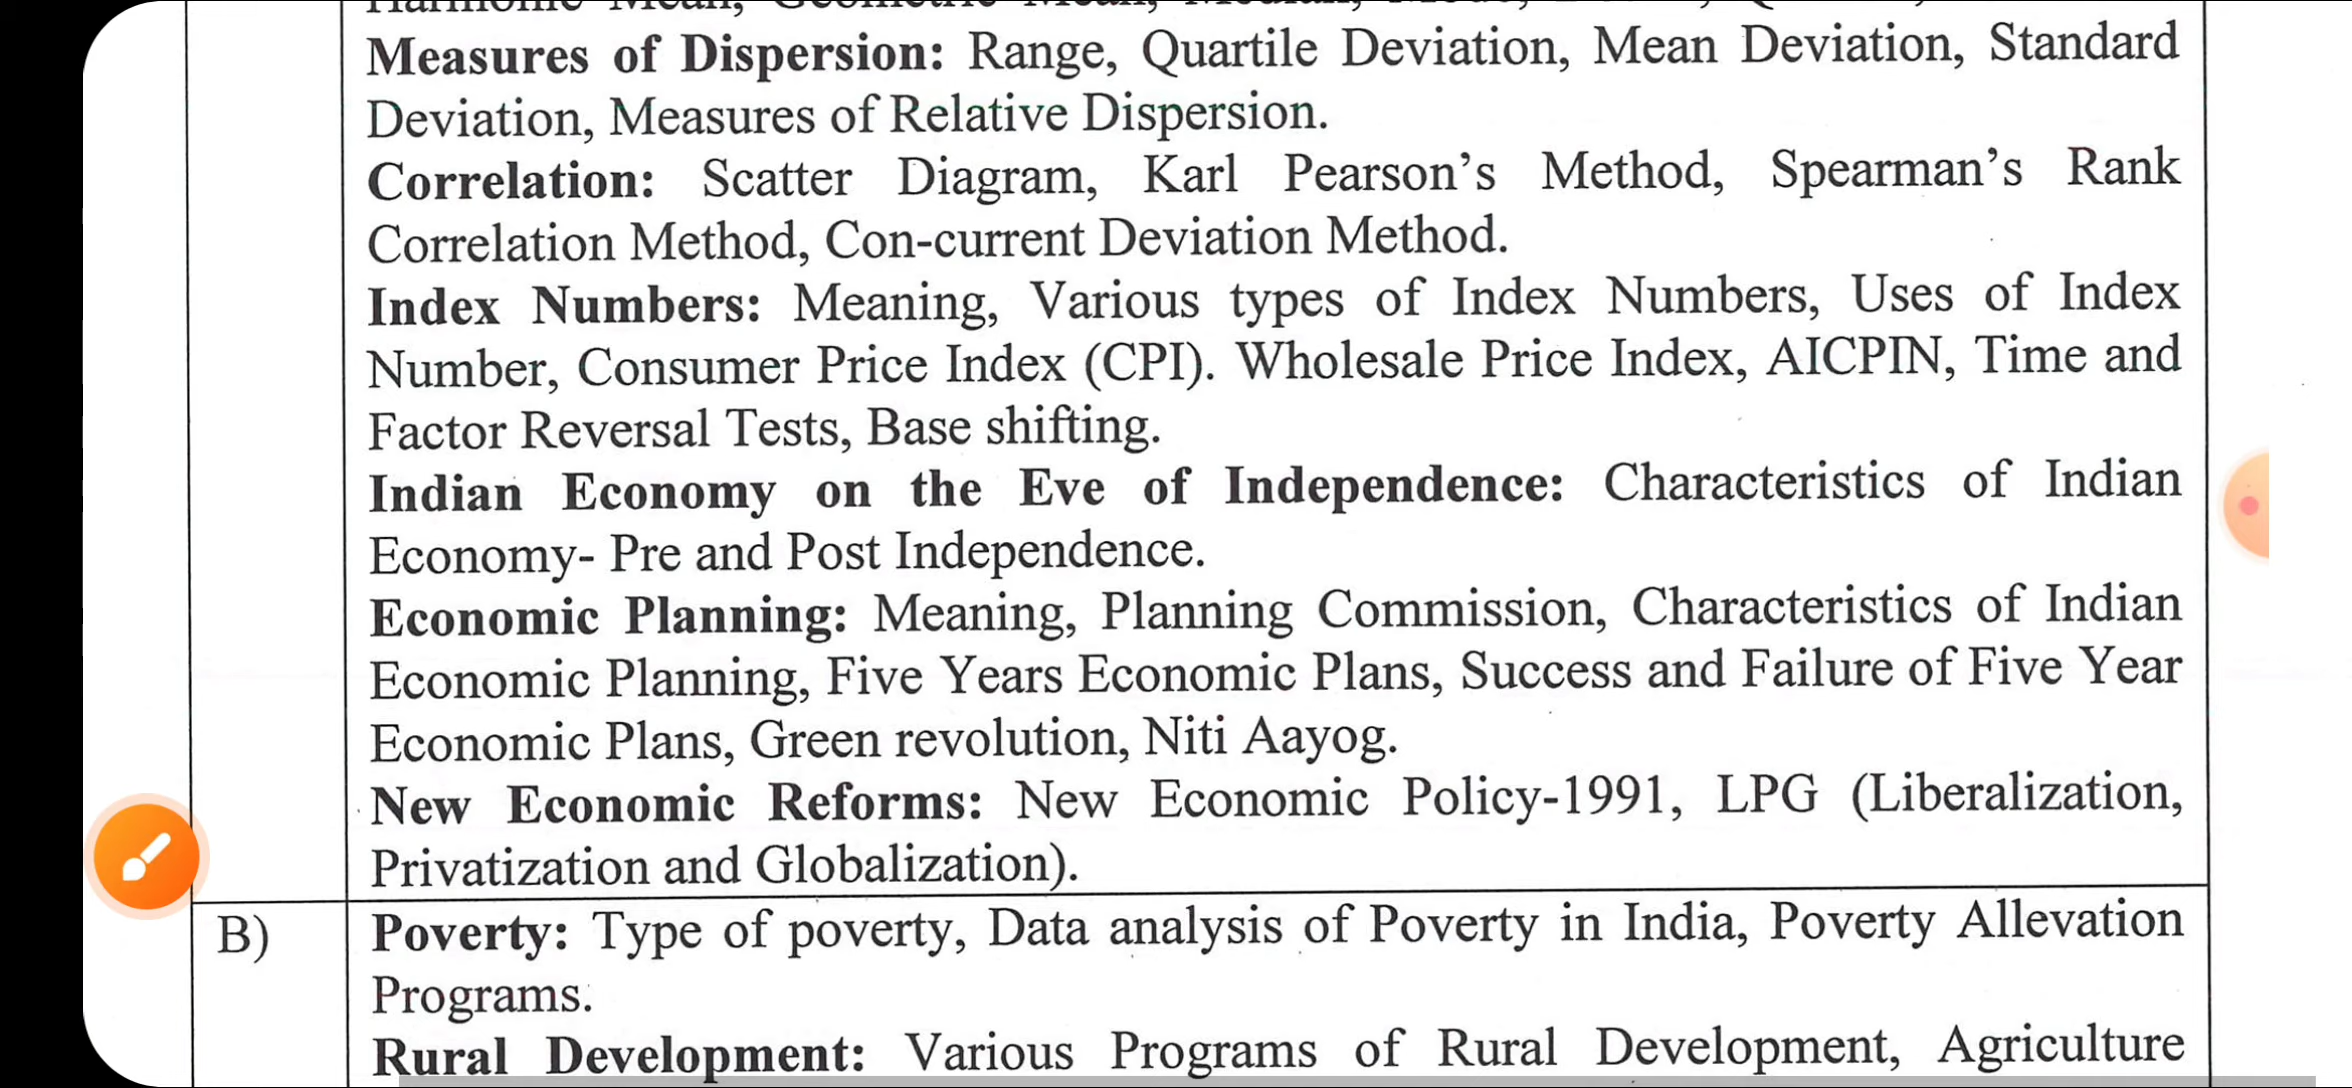 Harmonic Mean, Geometric Mean, Median, Mode,
Measures of Dispersion: Range, Quartile Deviation, Mean Deviation, Standard
Deviation, Measures of Relative Dispersion.
Correlation: Scatter Diagram, Karl Pearson's Method, Spearman's Rank
Correlation Method, Con-current Deviation Method.
Index Numbers: Meaning, Various types of Index Numbers, Uses of Index
Number, Consumer Price Index (CPI). Wholesale Price Index, AICPIN, Time and
Factor Reversal Tests, Base shifting.
Indian Economy on the Eve of Independence: Characteristics of Indian
Economy- Pre and Post Independence.
Economic Planning: Meaning, Planning Commission, Characteristics of Indian
Economic Planning, Five Years Economic Plans, Success and Failure of Five Year
Economic Plans, Green revolution, Niti Aayog.
New Economic Reforms: New Economic Policy-1991, LPG (Liberalization,
Privatization and Globalization).
B) Poverty: Type of poverty, Data analysis of Poverty in India, Poverty Allevation
Programs.
Rural Development: Various Programs of Rural Development, Agriculture